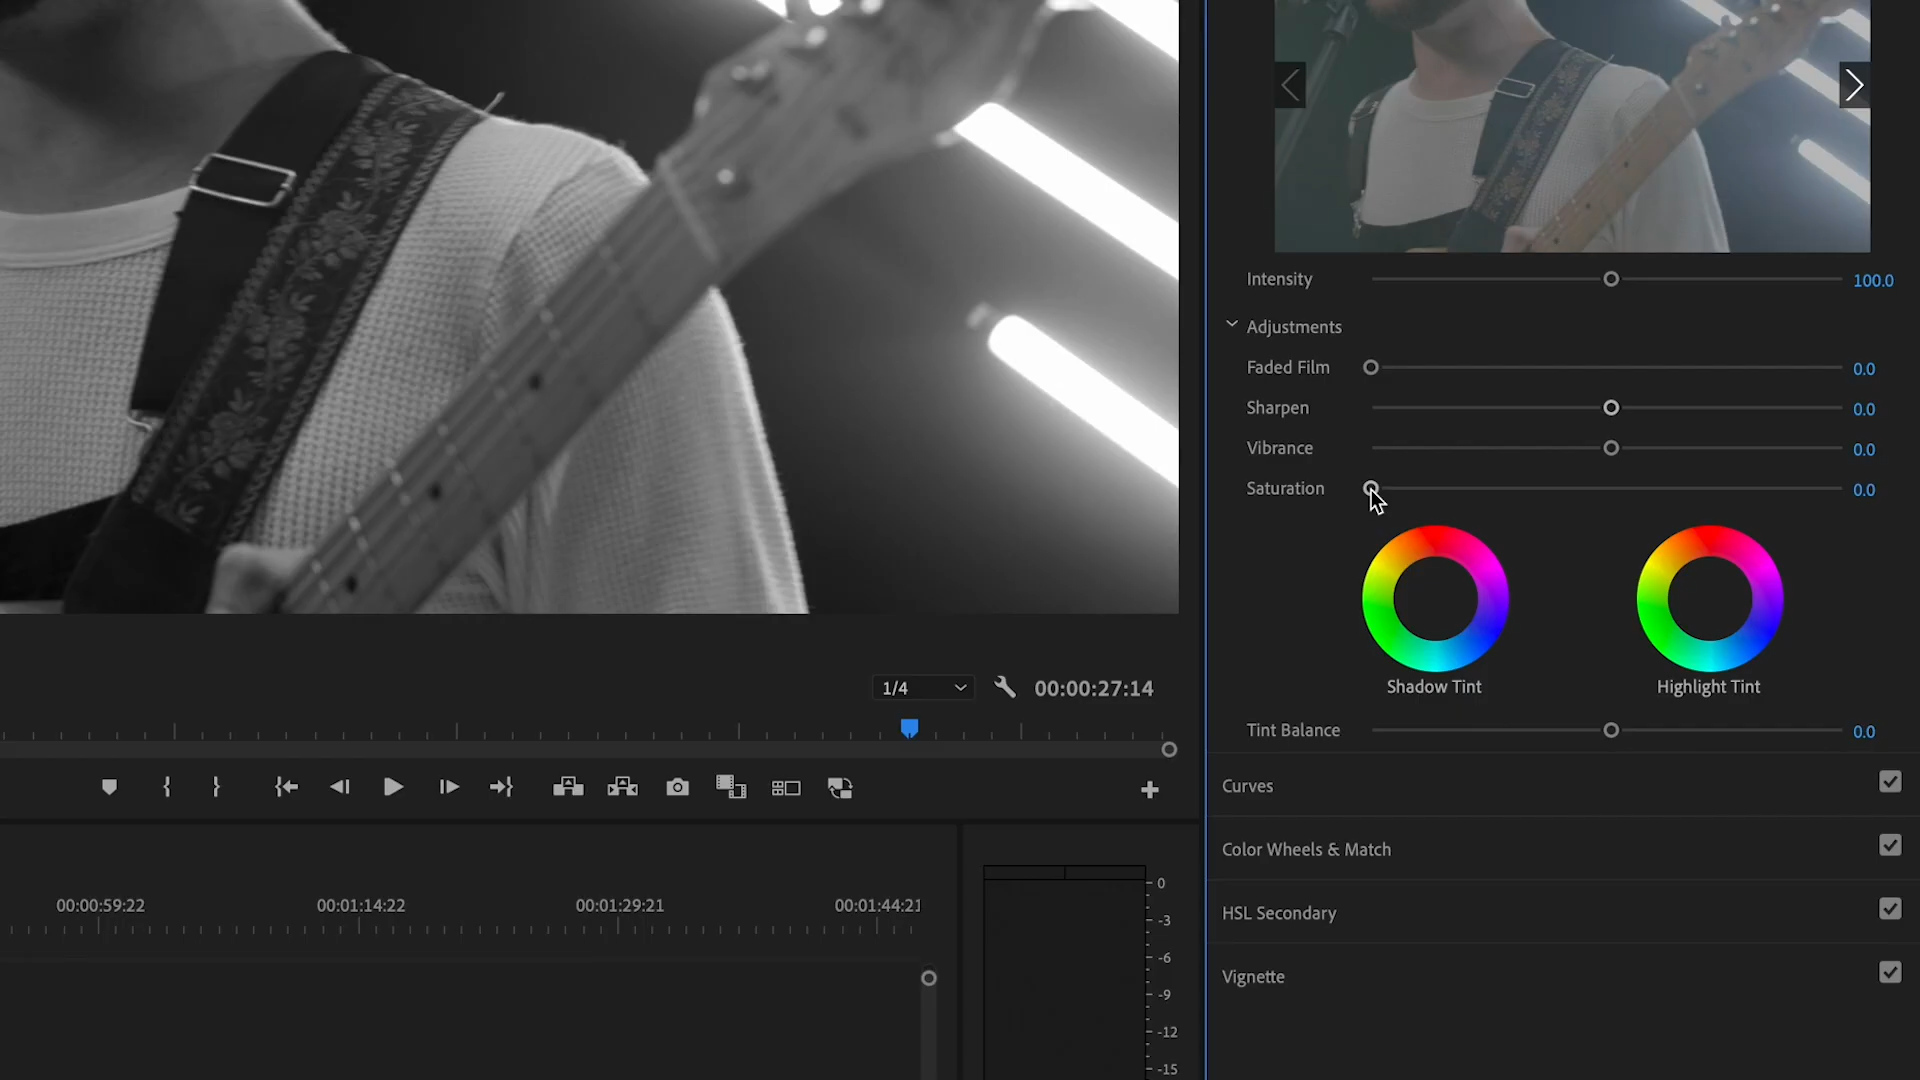 Intensity 100.0
Adjustments
Faded Film 0.0
Sharpen 0.0
Vibrance 0.0
Saturation 0.0
Shadow Tint Highlight Tint
Tint Balance 0.0
1/4 00:00:27:14
Curves
Color Wheels & Match
HSL Secondary
Vignette
00:00:59:22 00:01:14:22 00:01:29:21 00:01:44:21
0
-3
-6
-9
-12
-15